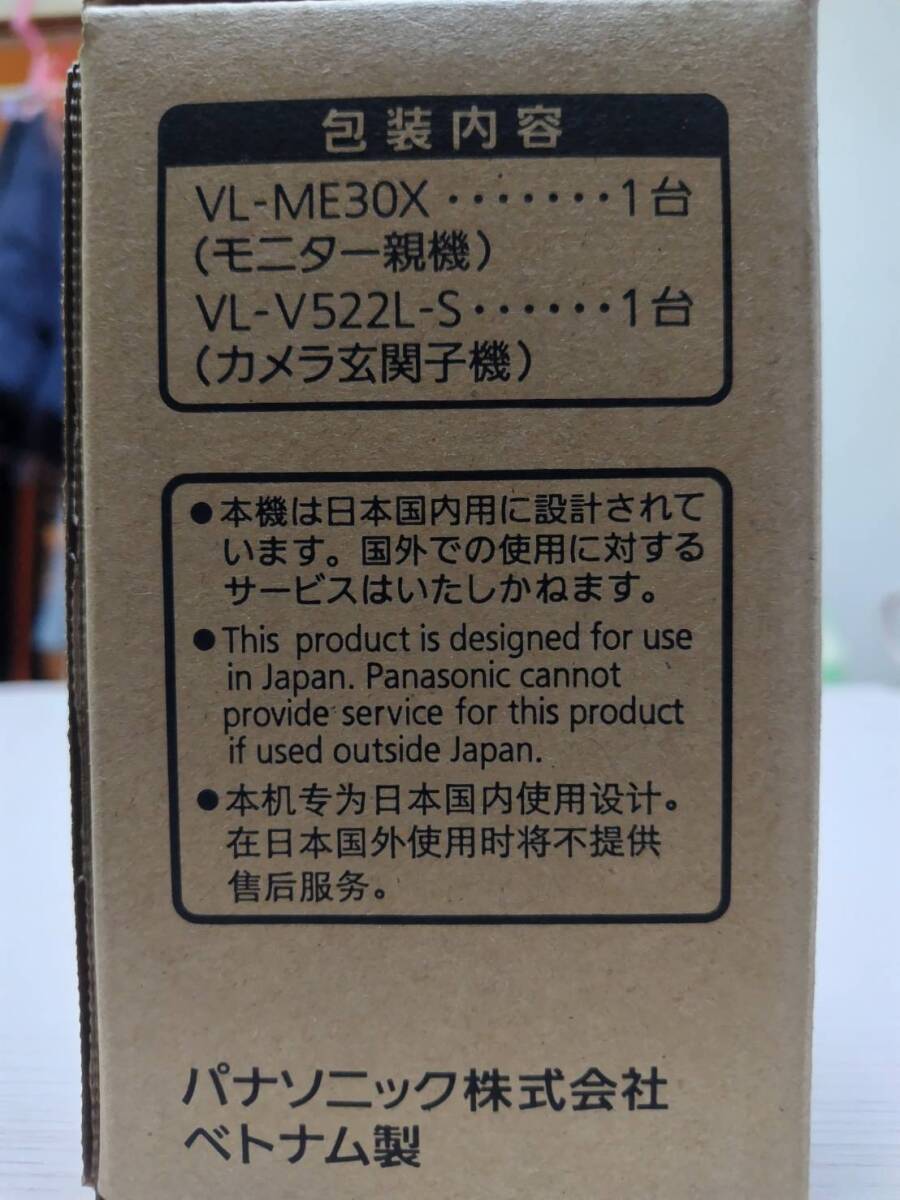 包装内容
VL-ME30X ・・・・・・・1台
(モニター親機)
VL-V522L-S・・・・・・1台
(カメラ玄関子機)
●本機は日本国内用に設計されて
います。国外での使用に対する
サービスはいたしかねます。
●This product is designed for use
in Japan. Panasonic cannot
provide service for this product
if used outside Japan.
●本机专为日本国内使用设计。
在日本国外使用时将不提供
售后服务。
パナソニック株式会社
ベトナム製